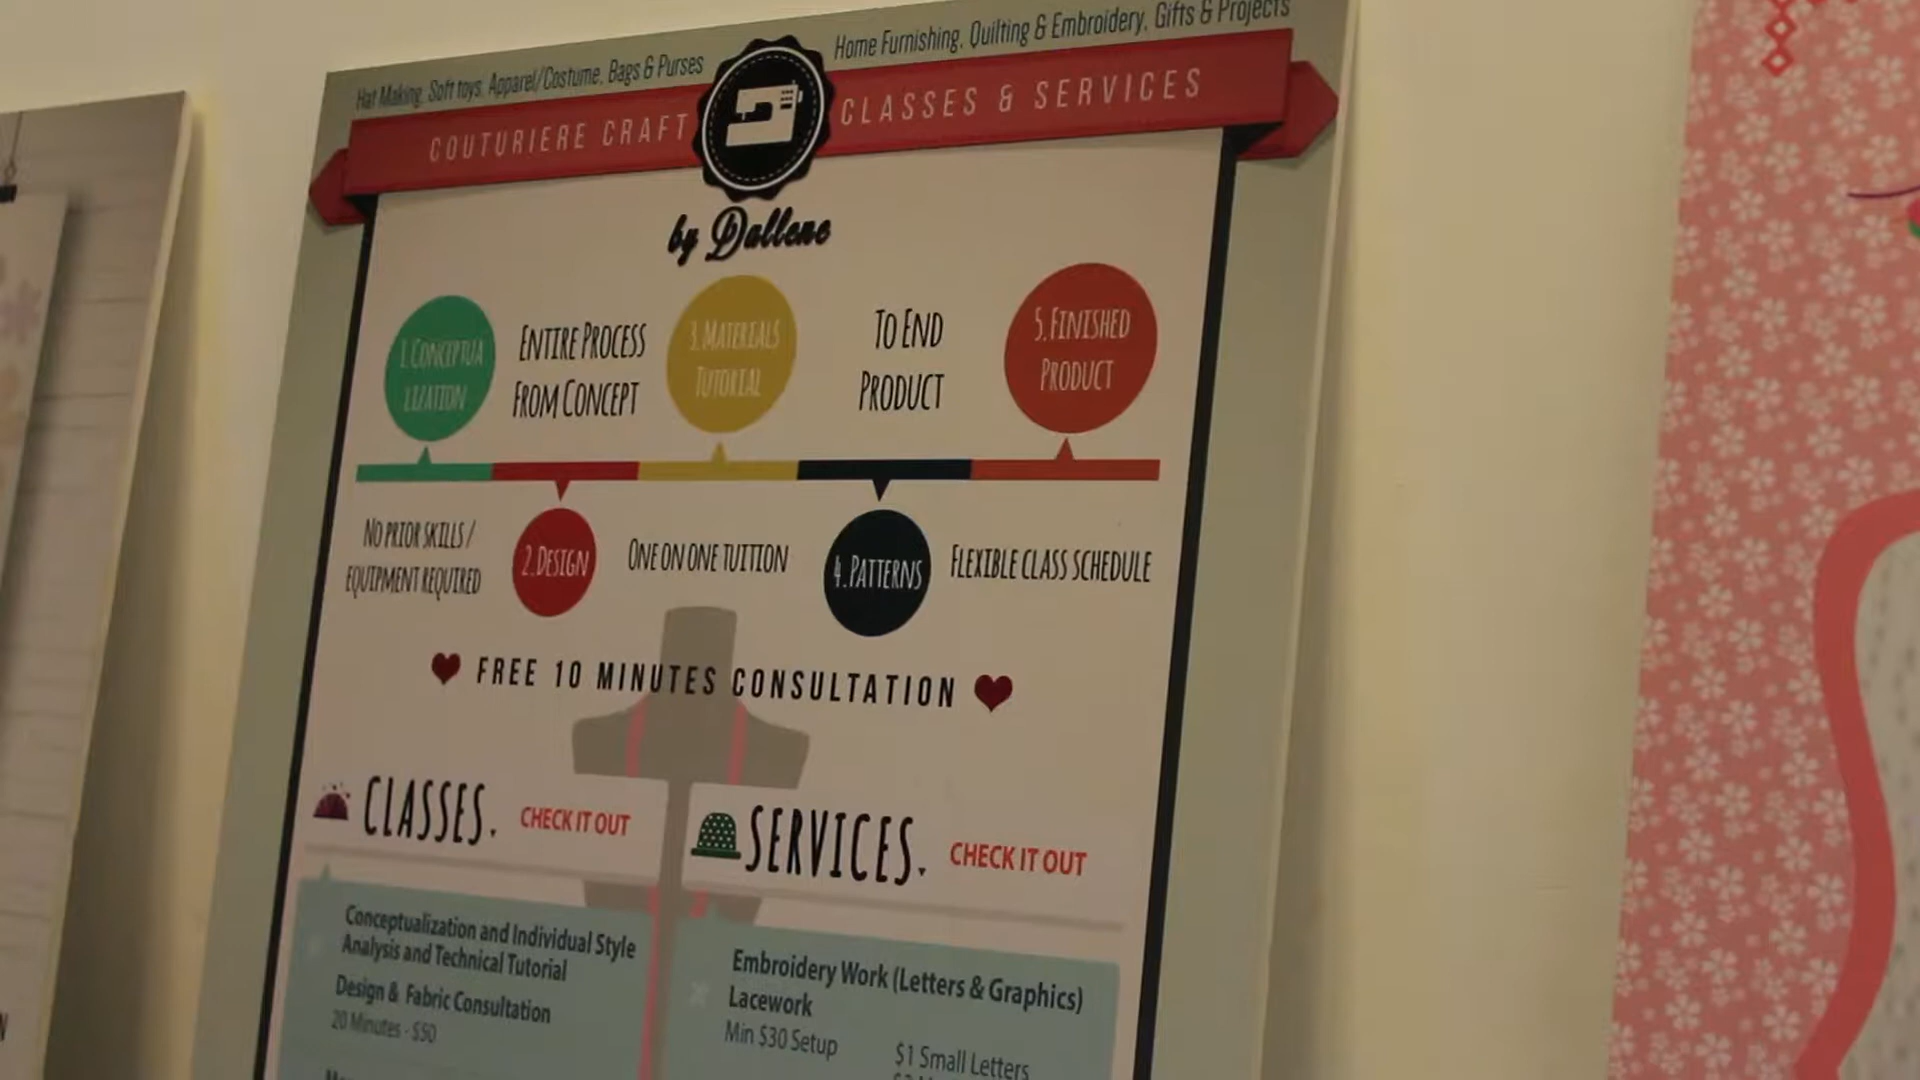 Hat Making, Soft toys, Apparel/Costume, Bags & Purses
Home Furnishing, Quilting & Embroidery, Gifts & Projects
COUTURIERE CRAFT
CLASSES & SERVICES
by Dallene
1.CONCEPTUA
LIZATION
ENTIRE PROCESS
FROM CONCEPT
3.MATERIALS
TUTORIAL
TO END
PRODUCT
5.FINISHED
PRODUCT
NO PRIOR SKILLS /
EQUIPMENT REQUIRED
2.DESIGN
ONE ON ONE TUITION
4.PATTERNS
FLEXIBLE CLASS SCHEDULE
FREE 10 MINUTES CONSULTATION
CLASSES.
CHECK IT OUT
SERVICES.
CHECK IT OUT
Conceptualization and Individual Style
Analysis and Technical Tutorial
Design & Fabric Consultation
20 Minutes - $50
Embroidery Work (Letters & Graphics)
Lacework
Min $30 Setup
$1 Small Letters